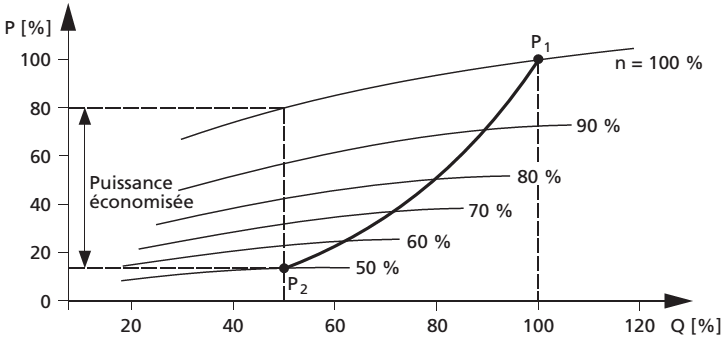 P [%]
100
80
60
40
20
0
Puissance
économisée
P1
n = 100 %
90 %
80 %
70 %
60 %
50 %
P2
20
40
60
80
100
120
Q [%]